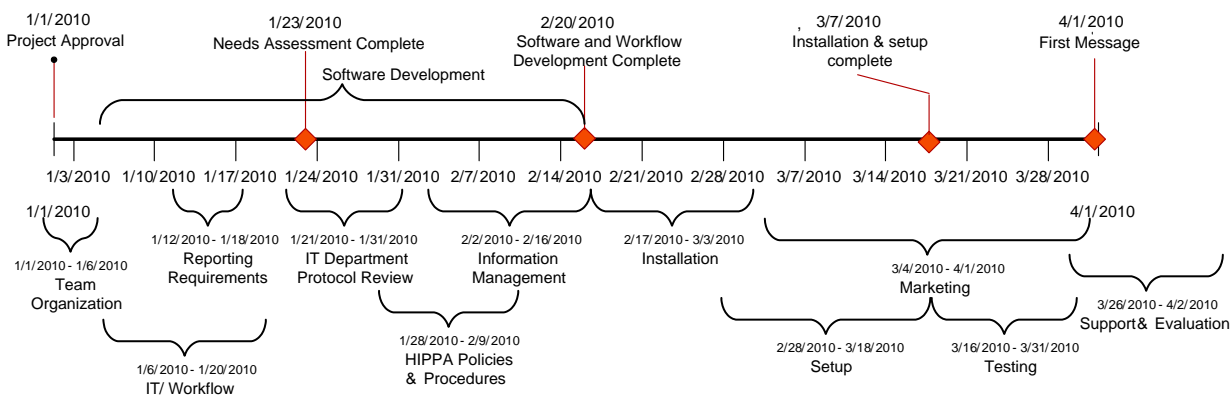 1/1/2010
Project Approval
1/23/2010
Needs Assessment Complete
2/20/2010
Software and Workflow
Development Complete
3/7/2010
Installation & setup
complete
4/1/2010
First Message
Software Development
1/3/2010
1/10/2010
1/17/2010
1/24/2010
1/31/2010
2/7/2010
2/14/2010
2/21/2010
2/28/2010
3/7/2010
3/14/2010
3/21/2010
3/28/2010
1/1/2010
4/1/2010
1/1/2010 - 1/6/2010
Team
Organization
1/12/2010 - 1/18/2010
Reporting
Requirements
1/21/2010 - 1/31/2010
IT Department
Protocol Review
2/2/2010 - 2/16/2010
Information
Management
2/17/2010 - 3/3/2010
Installation
3/4/2010 - 4/1/2010
Marketing
3/26/2010 - 4/2/2010
Support& Evaluation
1/6/2010 - 1/20/2010
IT/ Workflow
1/28/2010 - 2/9/2010
HIPPA Policies
& Procedures
2/28/2010 - 3/18/2010
Setup
3/16/2010 - 3/31/2010
Testing